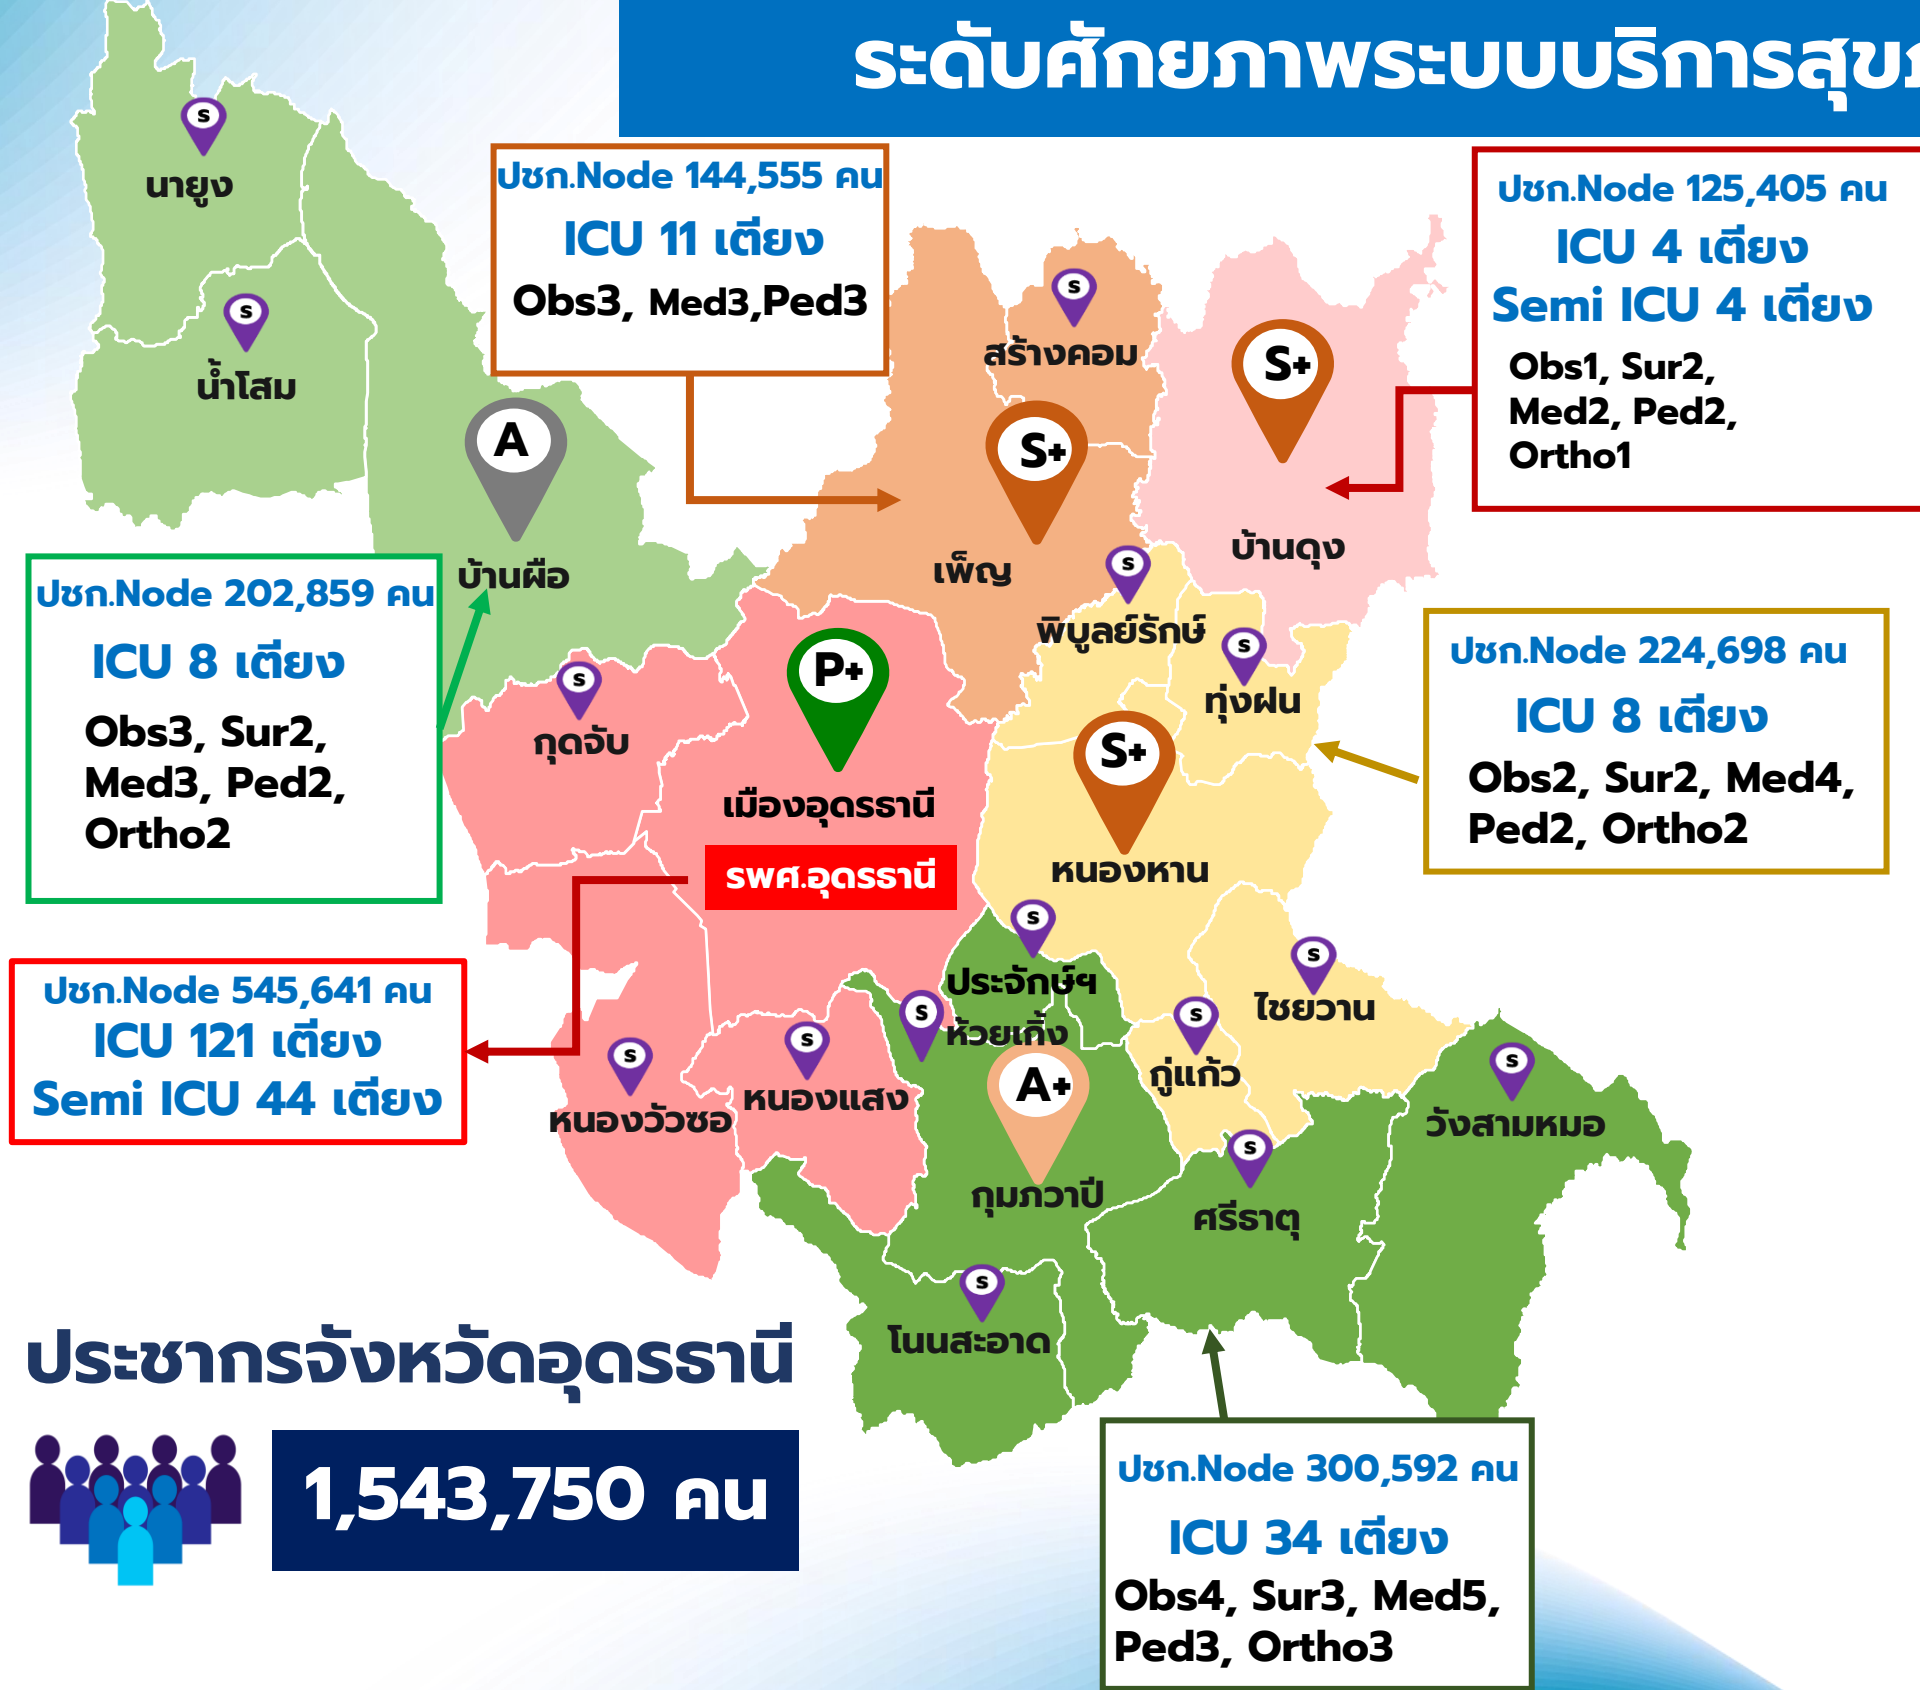 ระดับศักยภาพระบบบริการสุข
S
นายูง
S
น้ำโสม
A
บ้านผือ
ปชก.Node 144,555 คน
ICU 11 เตียง
Obs3, Med3,Ped3
S
สร้างคอม
S+
เพ็ญ
S+
บ้านดุง
ปชก.Node 125,405 คน
ICU 4 เตียง
Semi ICU 4 เตียง
Obs1, Sur2,
Med2, Ped2,
Ortho1
ปชก.Node 202,859 คน
ICU 8 เตียง
Obs3, Sur2,
Med3, Ped2,
Ortho2
S
กุดจับ
P+
เมืองอุดรธานี
รพศ.อุดรธานี
S
พิบูลย์รักษ์
S
ทุ่งฝน
S+
หนองหาน
ปชก.Node 224,698 คน
ICU 8 เตียง
Obs2, Sur2, Med4,
Ped2, Ortho2
ปชก.Node 545,641 คน
ICU 121 เตียง
Semi ICU 44 เตียง
S
หนองวัวซอ
S
หนองแสง
S
ประจักษ์ฯ
S
ห้วยเกิ้ง
A+
กุมภวาปี
S
กู่แก้ว
S
ไชยวาน
S
วังสามหมอ
S
ศรีธาตุ
S
โนนสะอาด
ประชากรจังหวัดอุดรธานี
1,543,750 คน
ปชก.Node 300,592 คน
ICU 34 เตียง
Obs4, Sur3, Med5,
Ped3, Ortho3